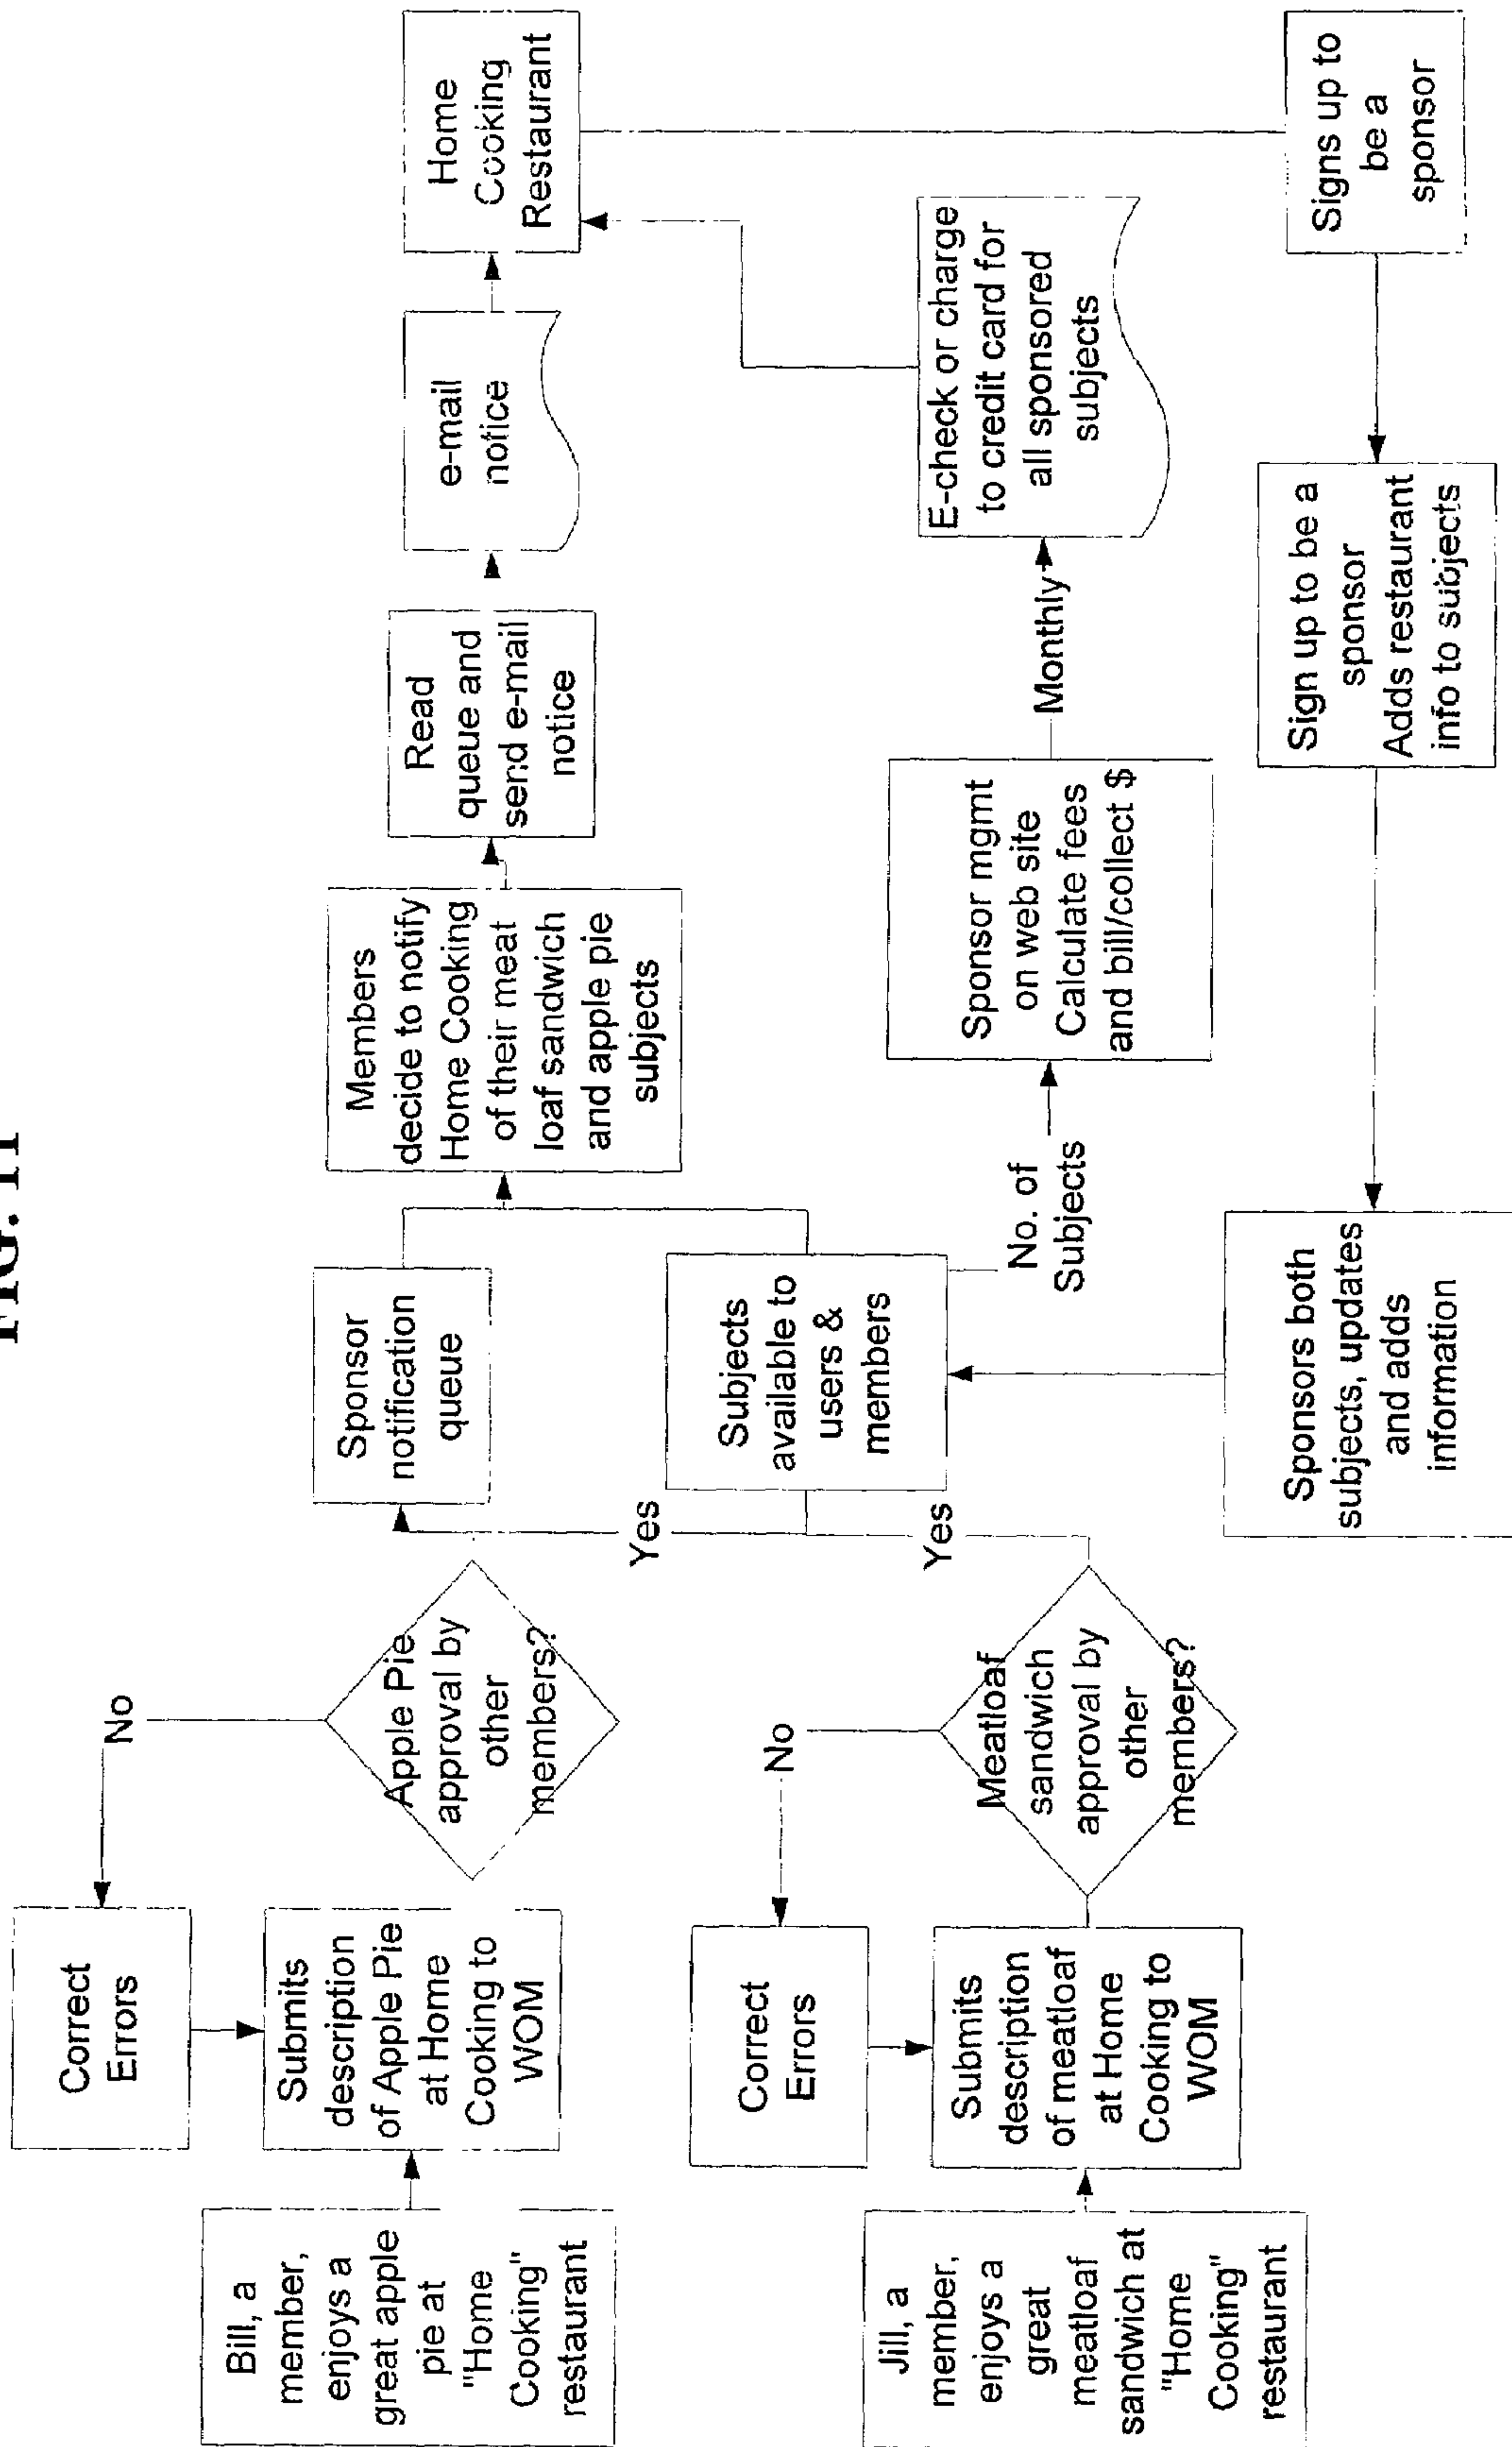 FIG. 11
Bill, a
member,
enjoys a
great apple
pie at
"Home
Cooking"
restaurant
Correct
Errors
Submits
description
of Apple Pie
at Home
Cooking to
WOM
No
Apple Pie
approval by
other
members?
Yes
Sponsor
notification
queue
Members
decide to notify
Home Cooking
of their meat
loaf sandwich
and apple pie
subjects
Read
queue and
send e-mail
notice
e-mail
notice
Home
Cooking
Restaurant
Jill, a
member,
enjoys a
great
meatloaf
sandwich at
"Home
Cooking"
restaurant
Correct
Errors
Submits
description
of meatloaf
at Home
Cooking to
WOM
No
Meatloaf
sandwich
approval by
other
members?
Yes
Subjects
available to
users &
members
No. of
Subjects
Sponsor mgmt
on web site
Calculate fees
and bill/collect $
Monthly
E-check or charge
to credit card for
all sponsored
subjects
Sponsors both
subjects, updates
and adds
information
Sign up to be a
sponsor
Adds restaurant
info to subjects
Signs up to
be a
sponsor